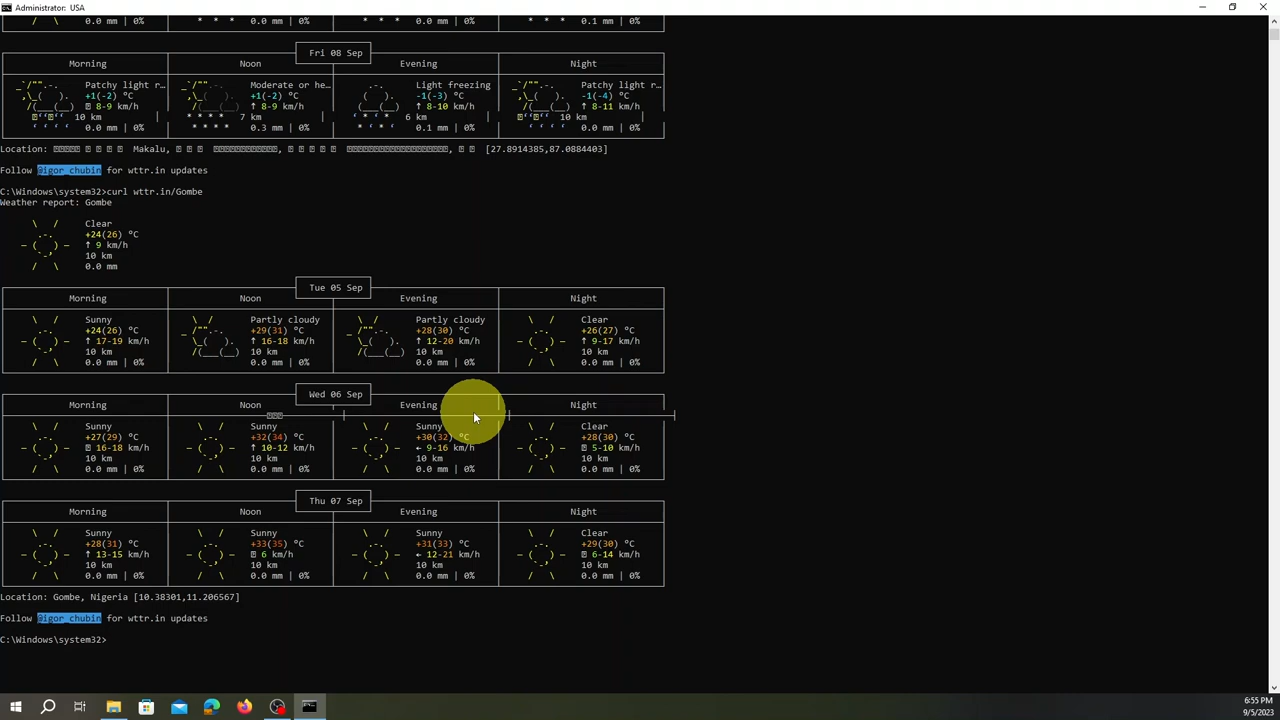 Administrator: USA
0.0 mm | 0% 0.0 mm | 0% 0.0 mm | 0% 0.1 mm | 0%
Fri 08 Sep
Morning Noon Evening Night
Patchy light r… Moderate or he… Light freezing Patchy light r…
+1(-2) °C +1(-2) °C -1(-3) °C -1(-4) °C
8-9 km/h ↑ 8-9 km/h ↑ 8-10 km/h ↑ 8-11 km/h
10 km 7 km 6 km 10 km
0.0 mm | 0% 0.3 mm | 0% 0.1 mm | 0% 0.0 mm | 0%
Location: Makalu, [27.8914385,87.0884403]
Follow @igor_chubin for wttr.in updates
C:\Windows\system32>curl wttr.in/Gombe
Weather report: Gombe
Clear
+24(26) °C
↑ 9 km/h
10 km
0.0 mm
Tue 05 Sep
Morning Noon Evening Night
Sunny Partly cloudy Partly cloudy Clear
+24(26) °C +29(31) °C +28(30) °C +26(27) °C
↑ 17-19 km/h ↑ 16-18 km/h ↑ 12-20 km/h ↑ 9-17 km/h
10 km 10 km 10 km 10 km
0.0 mm | 0% 0.0 mm | 0% 0.0 mm | 0% 0.0 mm | 0%
Wed 06 Sep
Morning Noon Evening Night
Sunny Sunny Sunny Clear
+27(29) °C +32(34) °C +30(32) °C +28(30) °C
16-18 km/h ↑ 10-12 km/h ← 9-16 km/h 5-10 km/h
10 km 10 km 10 km 10 km
0.0 mm | 0% 0.0 mm | 0% 0.0 mm | 0% 0.0 mm | 0%
Thu 07 Sep
Morning Noon Evening Night
Sunny Sunny Sunny Clear
+28(31) °C +33(35) °C +31(33) °C +29(30) °C
↑ 13-15 km/h 6 km/h ← 12-21 km/h 6-14 km/h
10 km 10 km 10 km 10 km
0.0 mm | 0% 0.0 mm | 0% 0.0 mm | 0% 0.0 mm | 0%
Location: Gombe, Nigeria [10.38301,11.206567]
Follow @igor_chubin for wttr.in updates
C:\Windows\system32>
6:55 PM
9/5/2023